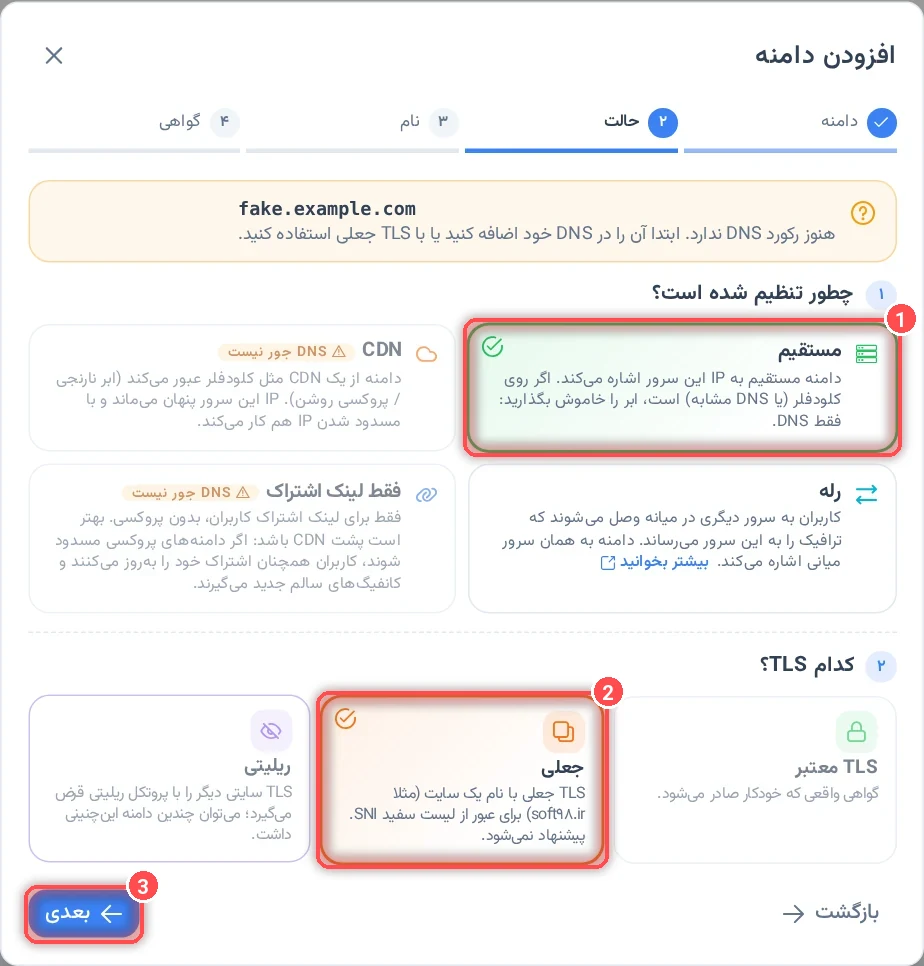 افزودن دامنه
دامنه
۲ حالت
۳ نام
۴ گواهی
fake.example.com
هنوز رکورد DNS ندارد. ابتدا آن را در DNS خود اضافه کنید یا با TLS جعلی استفاده کنید.
۱ چطور تنظیم شده است؟
1
مستقیم
دامنه مستقیم به IP این سرور اشاره می‌کند. اگر روی
کلودفلر (یا DNS مشابه) است، ابر را خاموش بگذارید:
فقط DNS.
CDN DNS جور نیست
دامنه از یک CDN مثل کلودفلر عبور می‌کند (ابر نارنجی
/ پروکسی روشن). IP این سرور پنهان می‌ماند و با
مسدود شدن IP هم کار می‌کند.
رله
کاربران به سرور دیگری در میانه وصل می‌شوند که
ترافیک را به این سرور می‌رساند. دامنه به همان سرور
میانی اشاره می‌کند. بیشتر بخوانید
فقط لینک اشتراک DNS جور نیست
فقط برای لینک اشتراک کاربران، بدون پروکسی. بهتر
است پشت CDN باشد: اگر دامنه‌های پروکسی مسدود
شوند، کاربران همچنان اشتراک خود را به‌روز می‌کنند و
کانفیگ‌های سالم جدید می‌گیرند.
۲ کدام TLS؟
TLS معتبر
گواهی واقعی که خودکار صادر می‌شود.
2
جعلی
TLS جعلی با نام یک سایت (مثلا
soft۹۸.ir) برای عبور از لیست سفید SNI.
پیشنهاد نمی‌شود.
ریلیتی
TLS سایتی دیگر را با پروتکل ریلیتی قرض
می‌گیرد؛ می‌توان چندین دامنه این‌چنینی
داشت.
بازگشت
3
بعدی